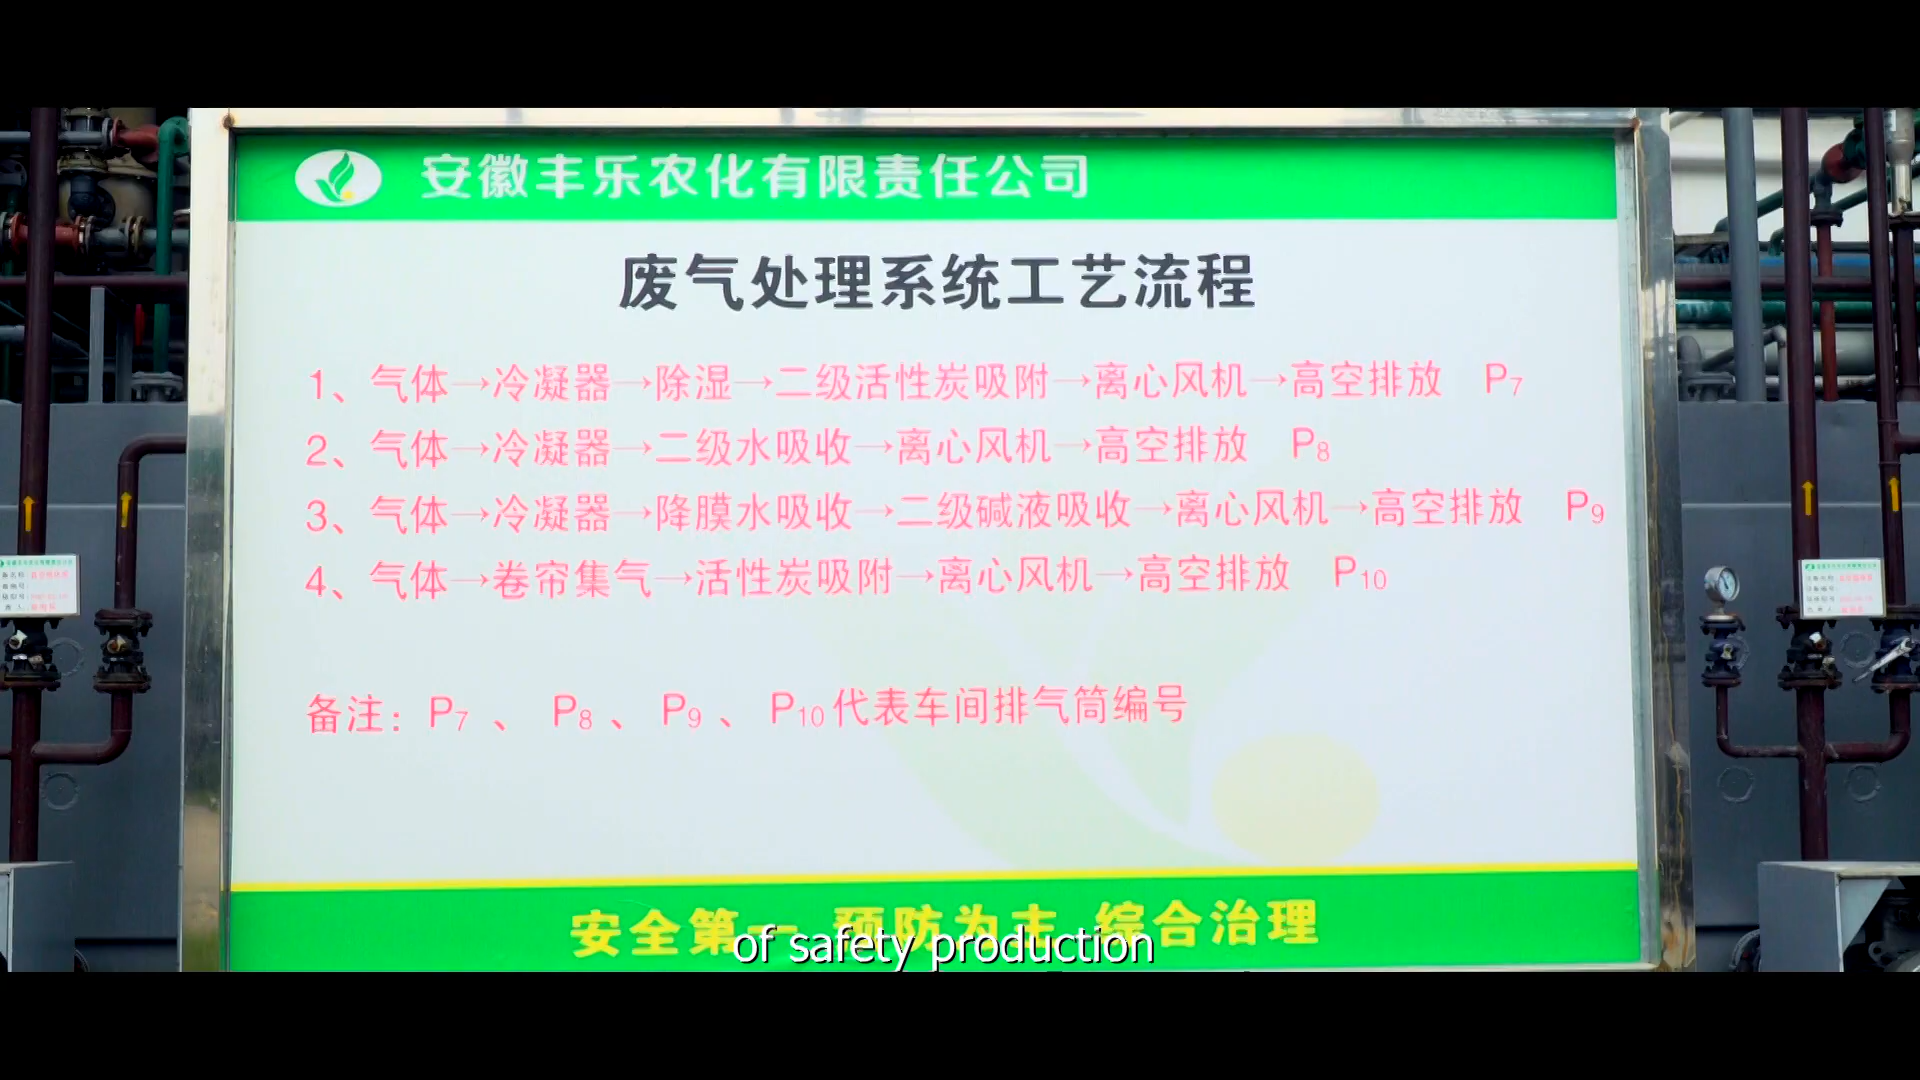 安徽丰乐农化有限责任公司
废气处理系统工艺流程
1、气体→冷凝器→除湿→二级活性炭吸附→离心风机→高空排放 P7
2、气体→冷凝器→二级水吸收→离心风机→高空排放 P8
3、气体→冷凝器→降膜水吸收→二级碱液吸收→离心风机→高空排放 P9
4、气体→卷帘集气→活性炭吸附→离心风机→高空排放 P10
备注：P7 、 P8 、 P9 、 P10代表车间排气筒编号
安全第一 预防为主 综合治理
of safety production